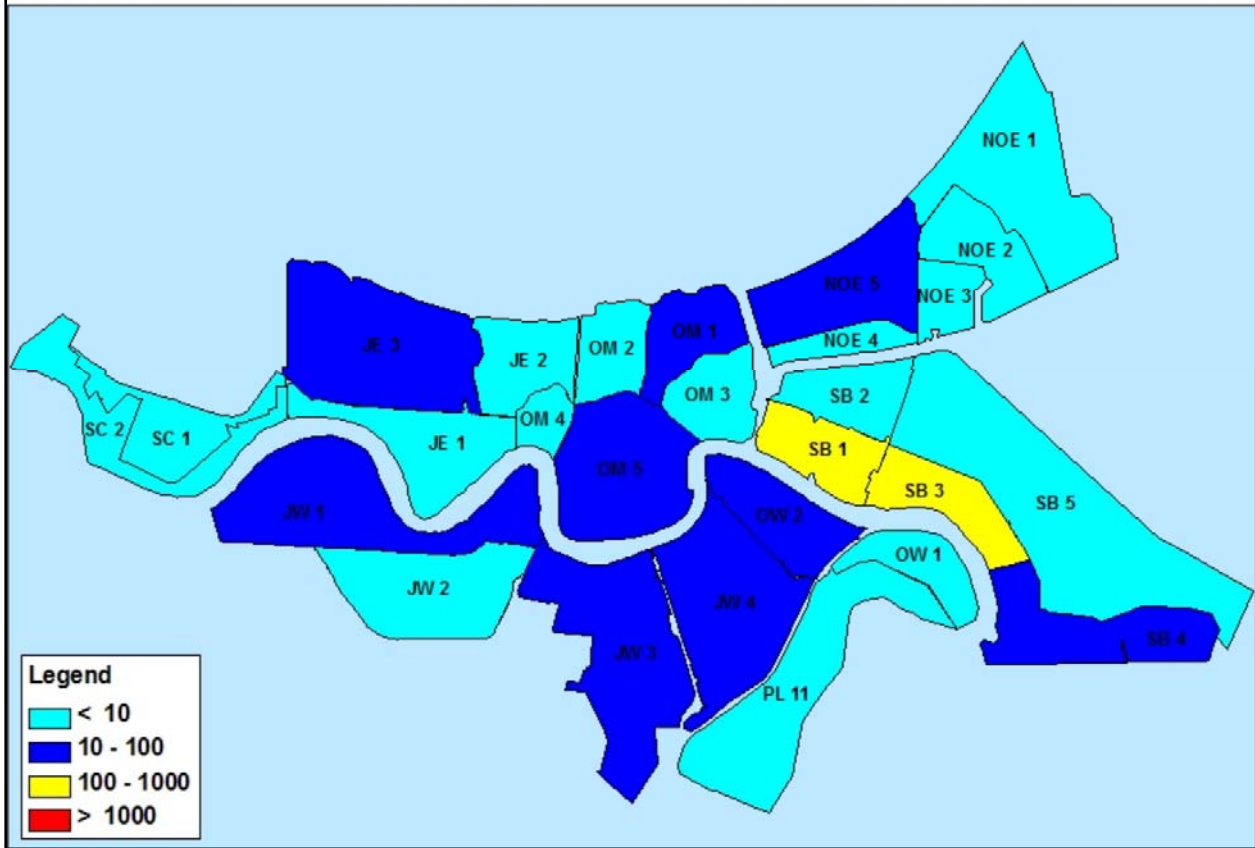 NOE 1
NOE 2
NOE 5
NOE 3
OM 1
NOE 4
JE 3
OM 2
JE 2
OM 3
SB 2
OM 4
SC 2
SC 1
JE 1
SB 1
OM 5
SB 3
SB 5
JW 1
OW 2
OW 1
JW 2
JW 4
SB 4
JW 3
PL 11
Legend
< 10
10 - 100
100 - 1000
> 1000